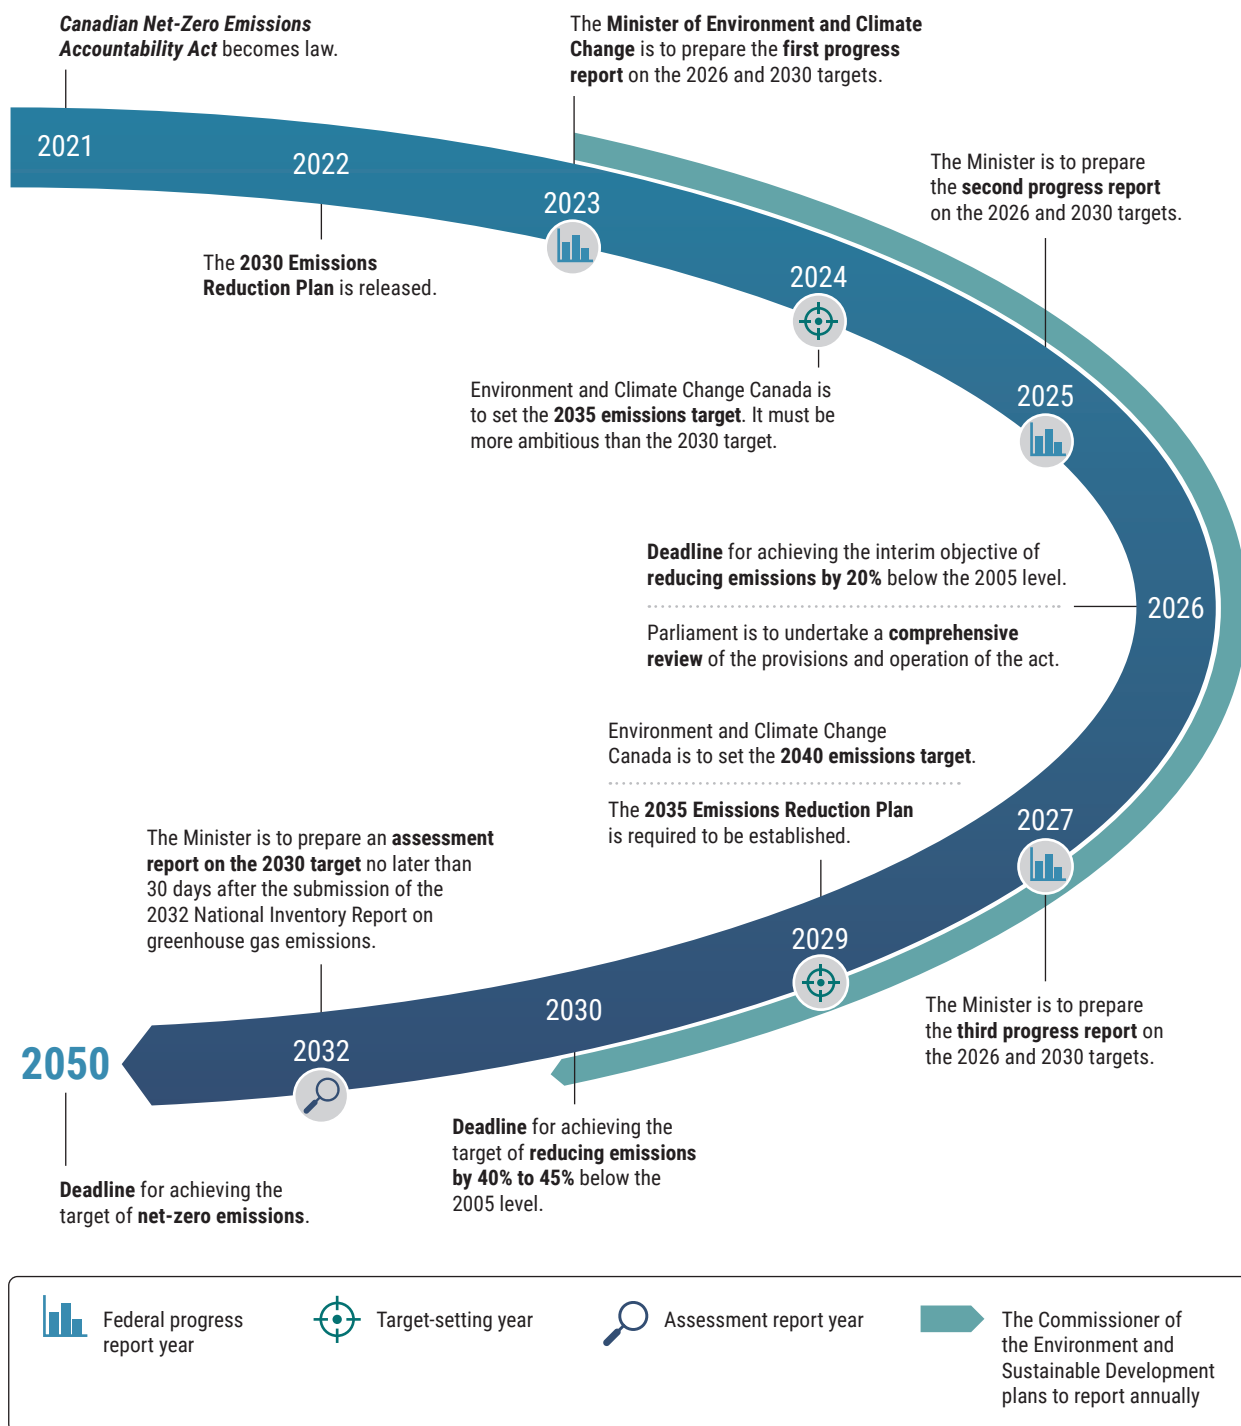 Canadian Net-Zero Emissions
Accountability Act becomes law.
The Minister of Environment and Climate
Change is to prepare the first progress
report on the 2026 and 2030 targets.
2021
2022
The Minister is to prepare
the second progress report
on the 2026 and 2030 targets.
2023
The 2030 Emissions
Reduction Plan is released.
2024
Environment and Climate Change Canada is
to set the 2035 emissions target. It must be
more ambitious than the 2030 target.
2025
Deadline for achieving the interim objective of
reducing emissions by 20% below the 2005 level.
2026
Parliament is to undertake a comprehensive
review of the provisions and operation of the act.
Environment and Climate Change
Canada is to set the 2040 emissions target.
The 2035 Emissions Reduction Plan
is required to be established.
2027
The Minister is to prepare an assessment
report on the 2030 target no later than
30 days after the submission of the
2032 National Inventory Report on
greenhouse gas emissions.
2029
The Minister is to prepare
the third progress report on
the 2026 and 2030 targets.
2030
2032
2050
Deadline for achieving the
target of reducing emissions
by 40% to 45% below the
2005 level.
Deadline for achieving the
target of net-zero emissions.
Federal progress
report year
Target-setting year
Assessment report year
The Commissioner of
the Environment and
Sustainable Development
plans to report annually